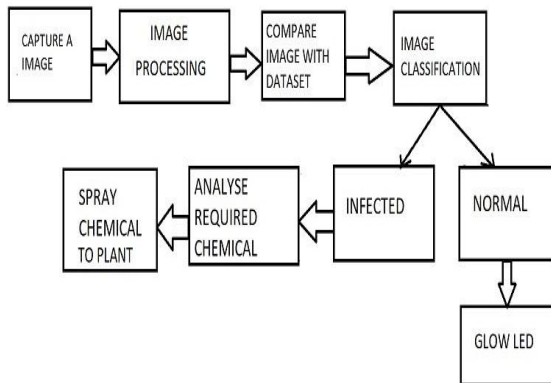 CAPTURE A
IMAGE
IMAGE
PROCESSING
COMPARE
IMAGE WITH
DATASET
IMAGE
CLASSIFICATION
SPRAY
CHEMICAL
TO PLANT
ANALYSE
REQUIRED
CHEMICAL
INFECTED
NORMAL
GLOW LED